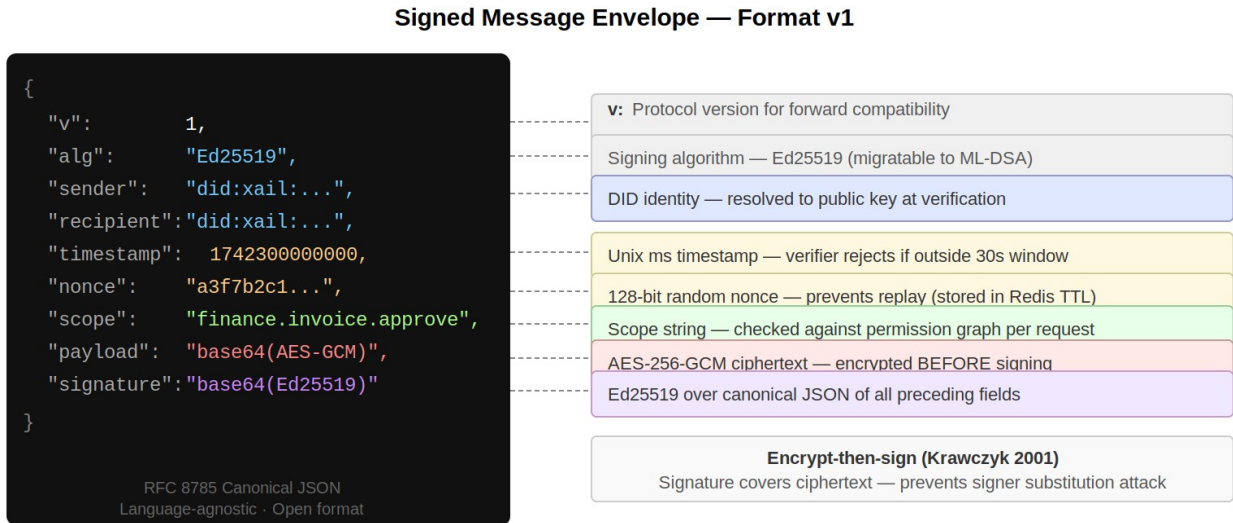 Signed Message Envelope — Format v1
{
"v": 1,
"alg": "Ed25519",
"sender": "did:xail:...",
"recipient":"did:xail:...",
"timestamp": 1742300000000,
"nonce": "a3f7b2c1...",
"scope": "finance.invoice.approve",
"payload": "base64(AES-GCM)",
"signature":"base64(Ed25519)"
}
RFC 8785 Canonical JSON
Language-agnostic · Open format
v: Protocol version for forward compatibility
Signing algorithm — Ed25519 (migratable to ML-DSA)
DID identity — resolved to public key at verification
Unix ms timestamp — verifier rejects if outside 30s window
128-bit random nonce — prevents replay (stored in Redis TTL)
Scope string — checked against permission graph per request
AES-256-GCM ciphertext — encrypted BEFORE signing
Ed25519 over canonical JSON of all preceding fields
Encrypt-then-sign (Krawczyk 2001)
Signature covers ciphertext — prevents signer substitution attack